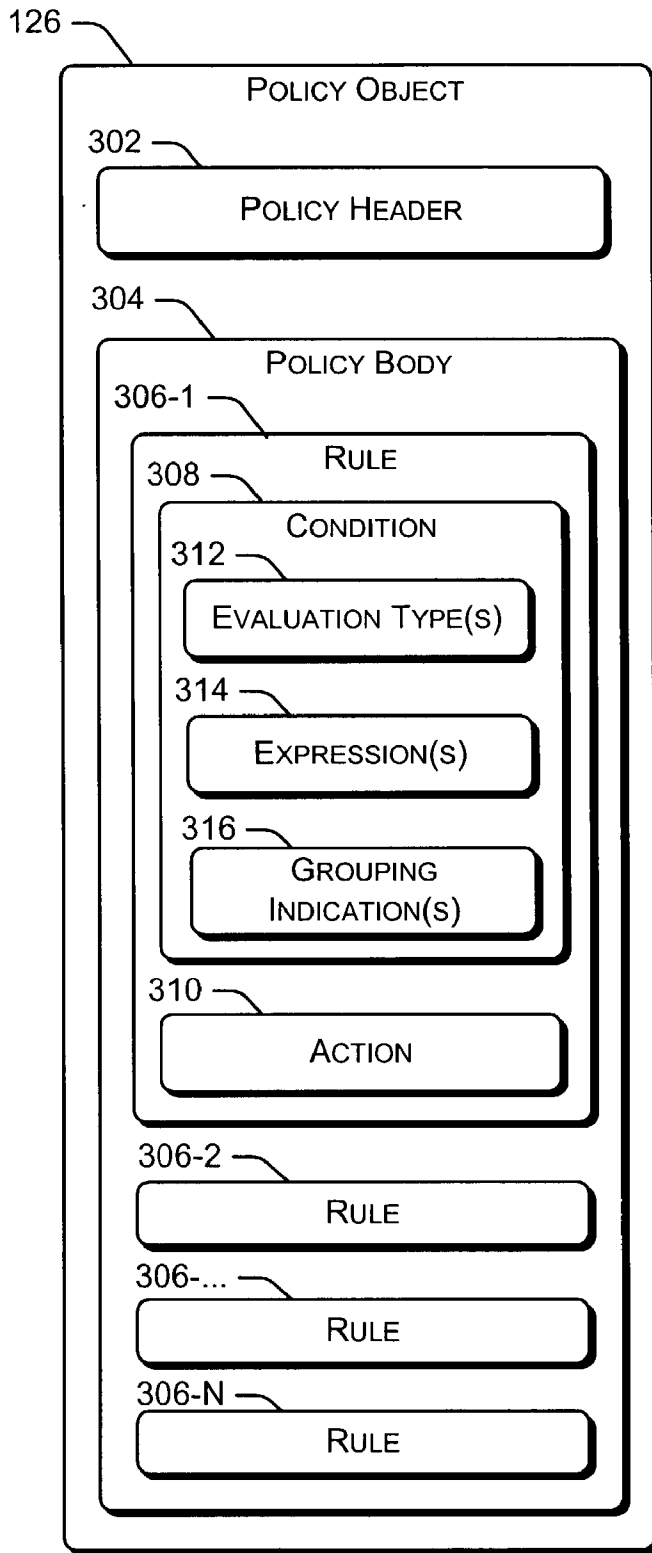 126
POLICY OBJECT
302
POLICY HEADER
304
POLICY BODY
306-1
RULE
308
CONDITION
312
EVALUATION TYPE(S)
314
EXPRESSION(S)
316
GROUPING
INDICATION(S)
310
ACTION
306-2
RULE
306-...
RULE
306-N
RULE